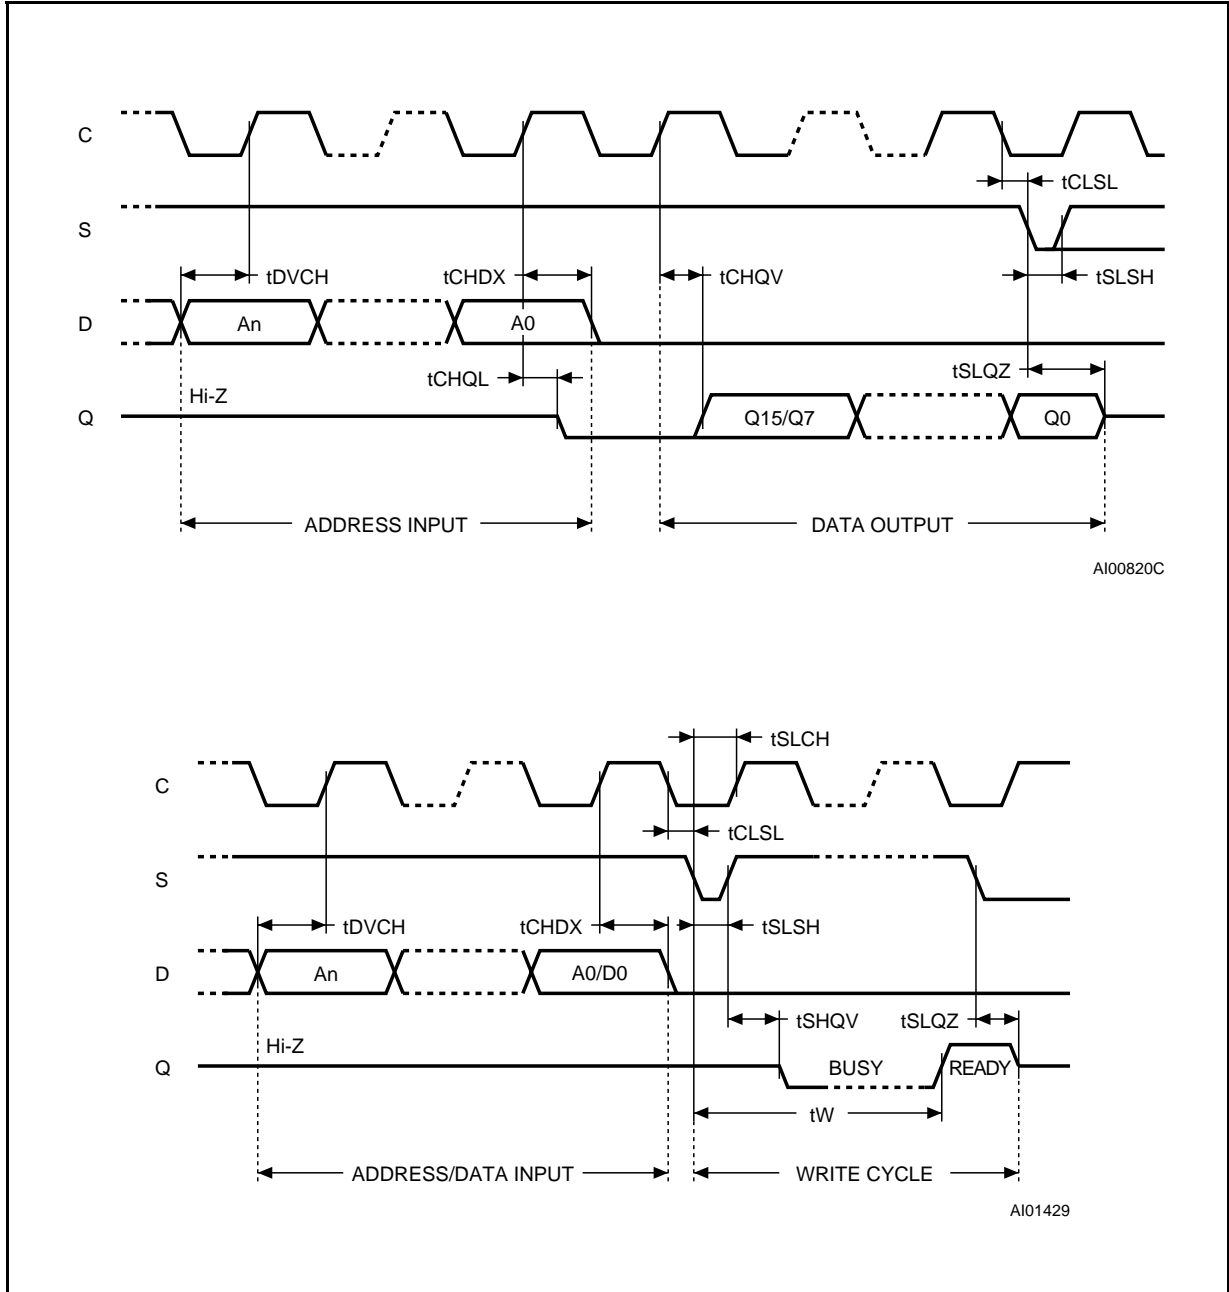 C
tCLSL
S
tDVCH
tCHDX
tCHQV
tSLSH
D
An
A0
tCHQL
tSLQZ
Hi-Z
Q
Q15/Q7
Q0
ADDRESS INPUT
DATA OUTPUT
AI00820C
tSLCH
C
tCLSL
S
tDVCH
tCHDX
tSLSH
D
An
A0/D0
tSHQV
tSLQZ
Hi-Z
Q
BUSY
READY
tW
ADDRESS/DATA INPUT
WRITE CYCLE
AI01429